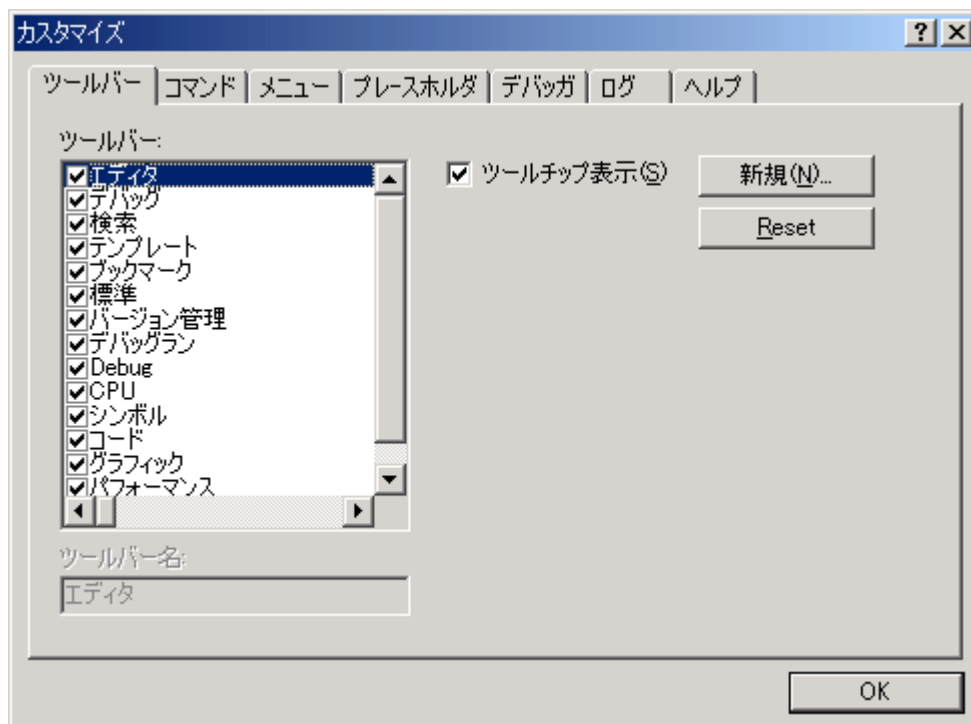 カスタマイズ
ツールバー コマンド メニュー プレースホルダ デバッガ ログ ヘルプ
ツールバー:
エディタ
デバッグ
検索
テンプレート
ブックマーク
標準
バージョン管理
デバッグラン
Debug
CPU
シンボル
コード
グラフィック
パフォーマンス
ツールチップ表示(S)
新規(N)...
Reset
ツールバー名:
エディタ
OK